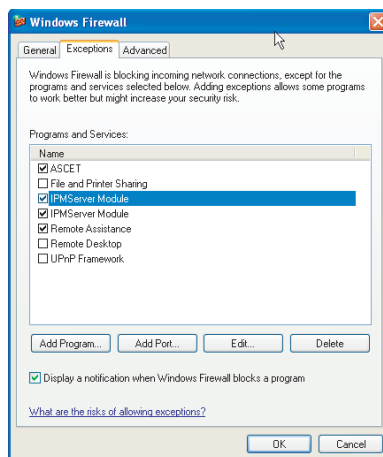 Windows Firewall
General Exceptions Advanced
Windows Firewall is blocking incoming network connections, except for the
programs and services selected below. Adding exceptions allows some programs
to work better but might increase your security risk.
Programs and Services:
Name
ASCET
File and Printer Sharing
IPMServer Module
IPMServer Module
Remote Assistance
Remote Desktop
UPnP Framework
Add Program... Add Port... Edit... Delete
Display a notification when Windows Firewall blocks a program
What are the risks of allowing exceptions?
OK Cancel